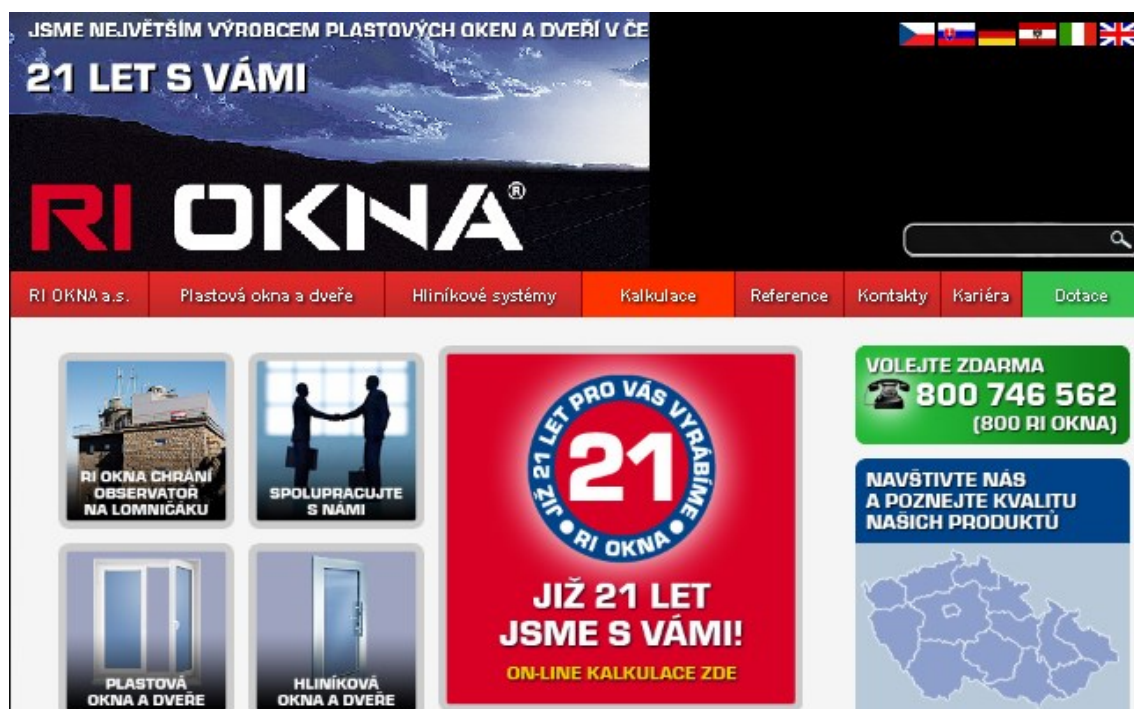 JSME NEJVĚTŠÍM VÝROBCEM PLASTOVÝCH OKEN A DVEŘÍ V ČE
21 LET S VÁMI
RI OKNA®
RI OKNA a.s.
Plastová okna a dveře
Hliníkové systémy
Kalkulace
Reference
Kontakty
Kariéra
Dotace
RI OKNA CHRÁNÍ
OBSERVATOŘ
NA LOMNIČÁKU
SPOLUPRACUJTE
S NÁMI
JIŽ 21 LET PRO VÁS VYRÁBÍME
21
RI OKNA
JIŽ 21 LET
JSME S VÁMI!
ON-LINE KALKULACE ZDE
VOLEJTE ZDARMA
800 746 562
(800 RI OKNA)
NAVŠTIVTE NÁS
A POZNEJTE KVALITU
NAŠICH PRODUKTŮ
PLASTOVÁ
OKNA A DVEŘE
HLINÍKOVÁ
OKNA A DVEŘE